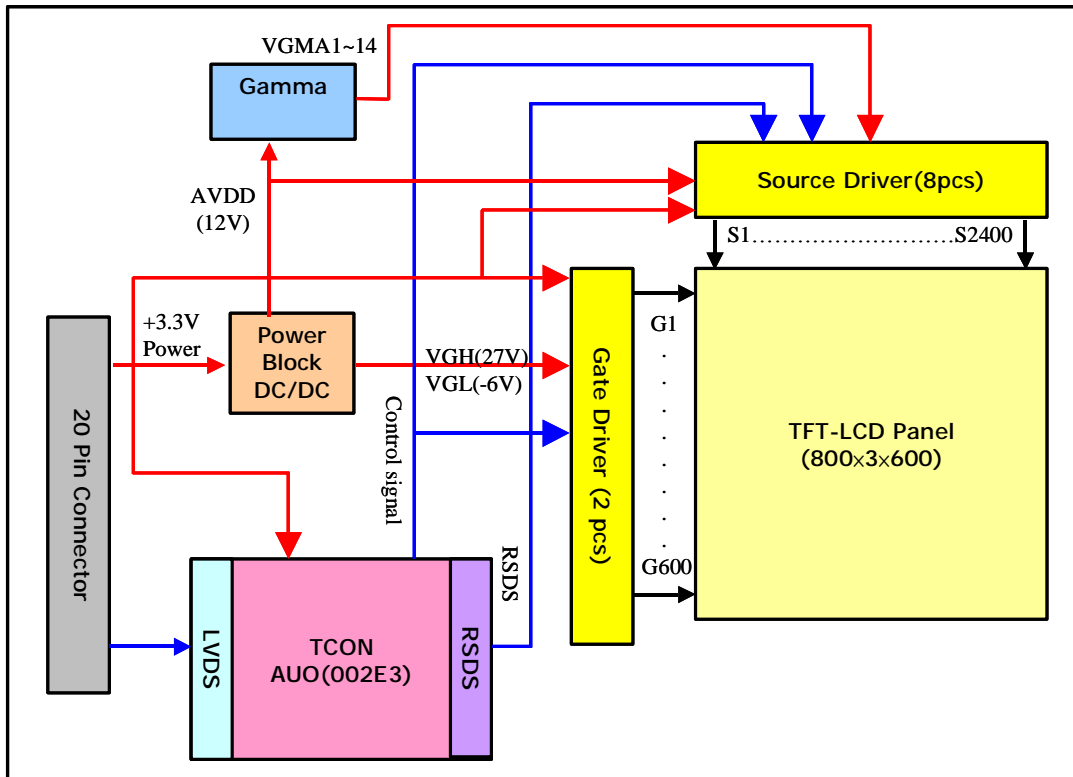 VGMA1~14
Gamma
AVDD
(12V)
Source Driver(8pcs)
S1..............................S2400
+3.3V
Power
Power
Block
DC/DC
VGH(27V)
VGL(-6V)
G1
Gate Driver (2 pcs)
G600
TFT-LCD Panel
(800×3×600)
20 Pin Connector
Control signal
RSDS
LVDS
TCON
AUO(002E3)
RSDS